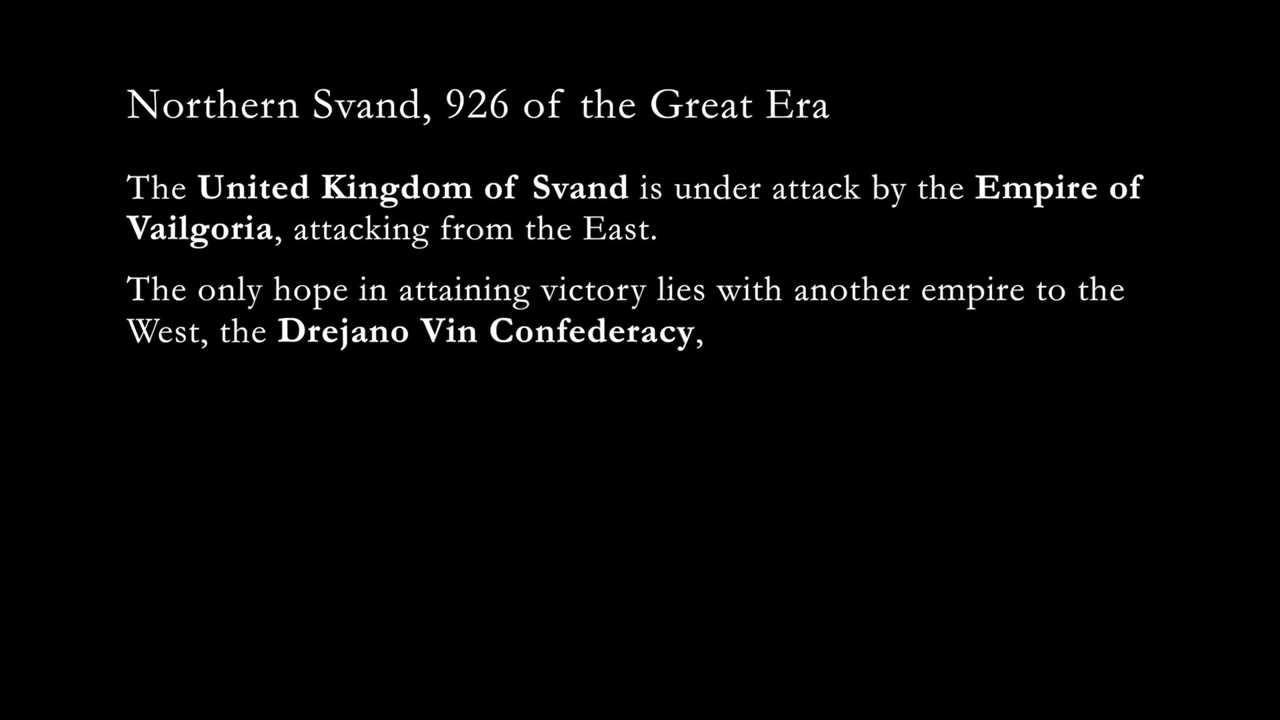 Northern Svand, 926 of the Great Era
The United Kingdom of Svand is under attack by the Empire of
Vailgoria, attacking from the East.
The only hope in attaining victory lies with another empire to the
West, the Drejano Vin Confederacy,